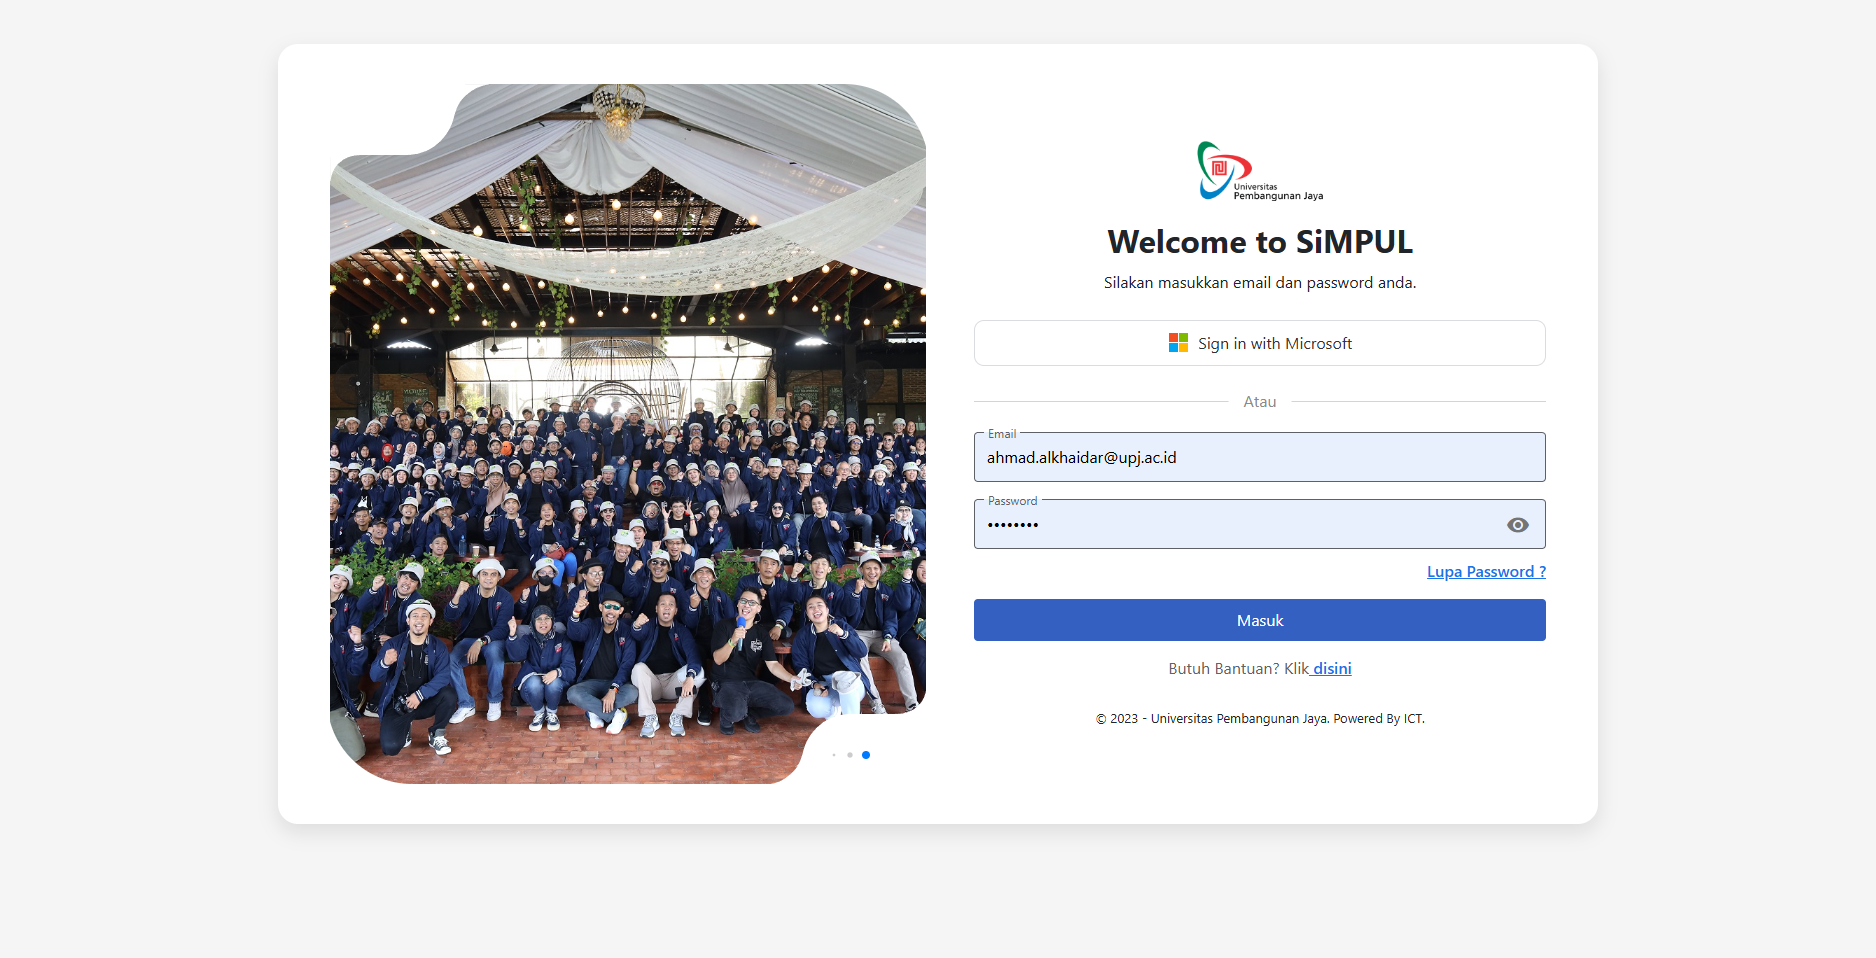 Universitas
Pembangunan Jaya
Welcome to SiMPUL
Silakan masukkan email dan password anda.
Sign in with Microsoft
Atau
Email
ahmad.alkhaidar@upj.ac.id
Password
••••••••
Lupa Password ?
Masuk
Butuh Bantuan? Klik disini
© 2023 - Universitas Pembangunan Jaya. Powered By ICT.